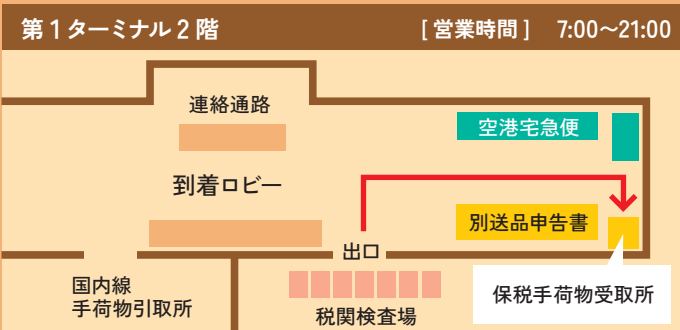 第1ターミナル2階
[営業時間] 7:00〜21:00
連絡通路
空港宅急便
到着ロビー
別送品申告書
出口
国内線
手荷物引取所
保税手荷物受取所
税関検査場